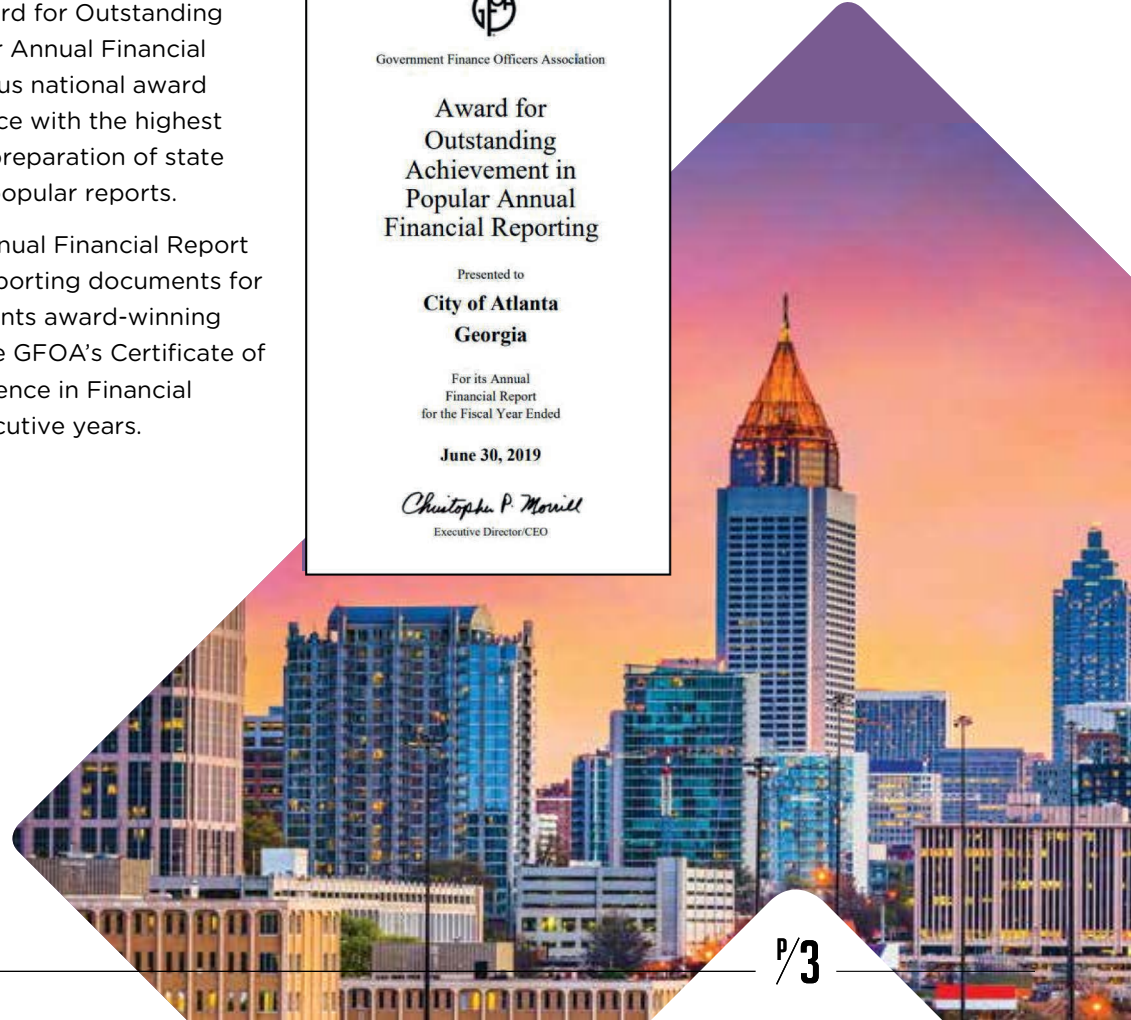 rd for Outstanding
r Annual Financial
us national award
ce with the highest
preparation of state
popular reports.
nual Financial Report
porting documents for
nts award-winning
e GFOA's Certificate of
ence in Financial
cutive years.
Government Finance Officers Association
Award for
Outstanding
Achievement in
Popular Annual
Financial Reporting
Presented to
City of Atlanta
Georgia
For its Annual
Financial Report
for the Fiscal Year Ended
June 30, 2019
Christopher P. Morrill
Executive Director/CEO
P/3